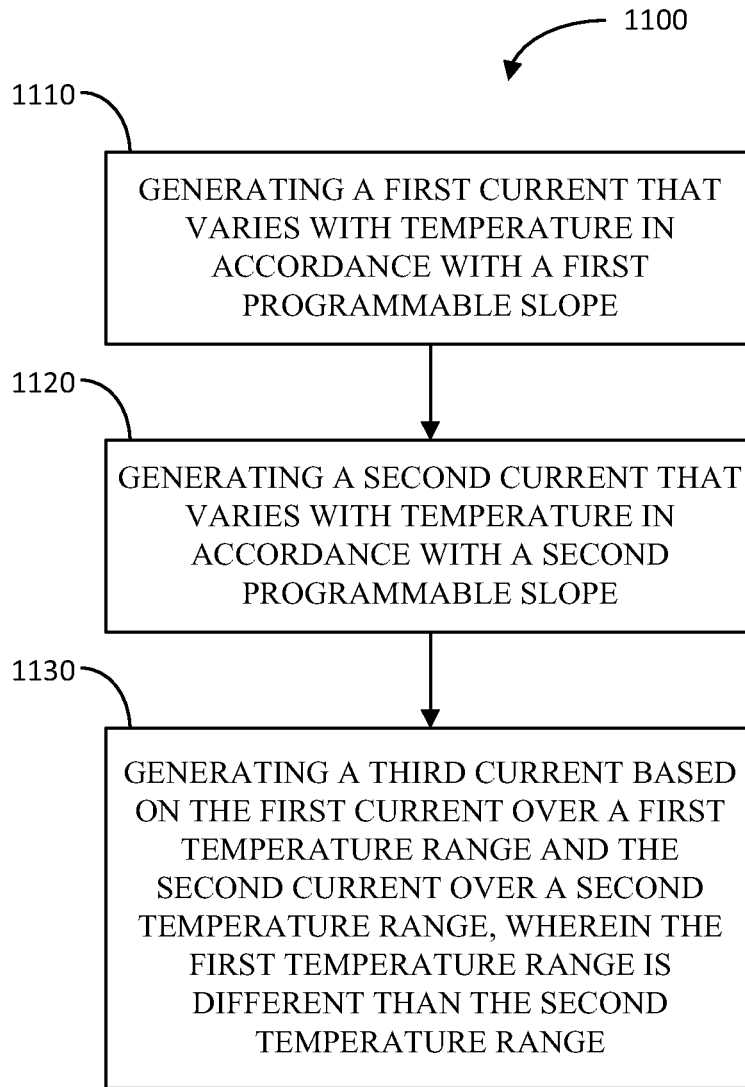 1100
1110
GENERATING A FIRST CURRENT THAT
VARIES WITH TEMPERATURE IN
ACCORDANCE WITH A FIRST
PROGRAMMABLE SLOPE
1120
GENERATING A SECOND CURRENT THAT
VARIES WITH TEMPERATURE IN
ACCORDANCE WITH A SECOND
PROGRAMMABLE SLOPE
1130
GENERATING A THIRD CURRENT BASED
ON THE FIRST CURRENT OVER A FIRST
TEMPERATURE RANGE AND THE
SECOND CURRENT OVER A SECOND
TEMPERATURE RANGE, WHEREIN THE
FIRST TEMPERATURE RANGE IS
DIFFERENT THAN THE SECOND
TEMPERATURE RANGE